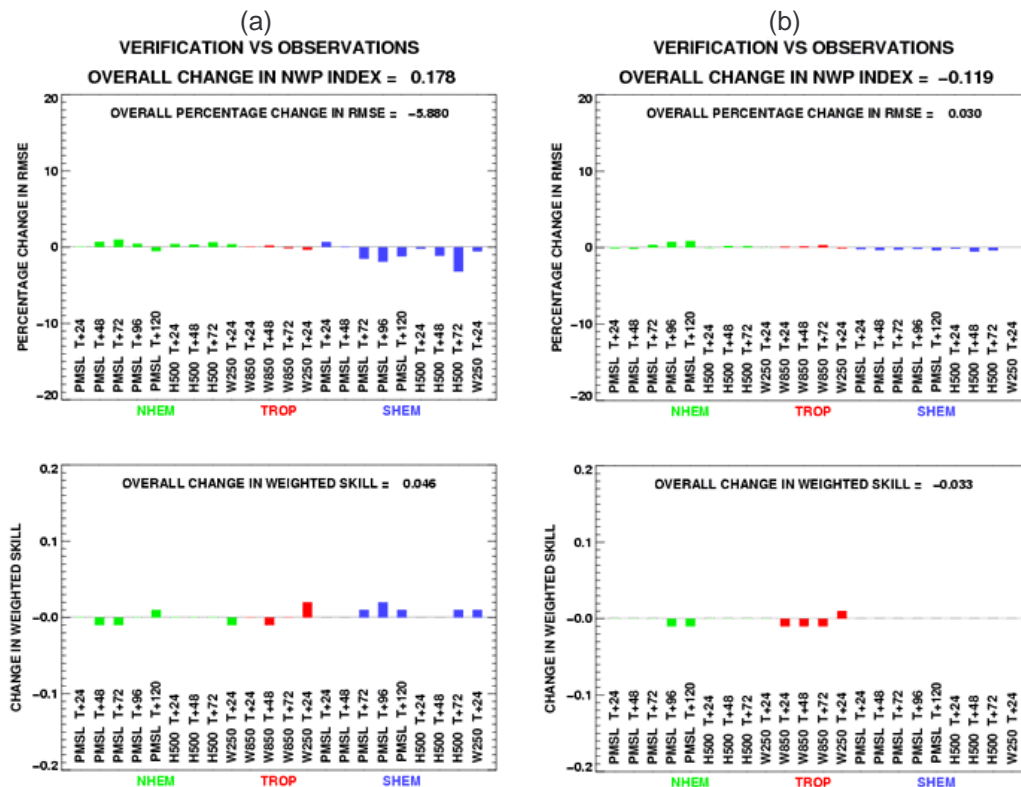 (a)
VERIFICATION VS OBSERVATIONS
OVERALL CHANGE IN NWP INDEX = 0.178
OVERALL PERCENTAGE CHANGE IN RMSE = -5.880
PERCENTAGE CHANGE IN RMSE
20
10
0
-10
-20
PMSL T+24
PMSL T+48
PMSL T+72
PMSL T+96
PMSL T+120
H500 T+24
H500 T+48
H500 T+72
W250 T+24
W850 T+24
W850 T+48
W850 T+72
W250 T+24
PMSL T+24
PMSL T+48
PMSL T+72
PMSL T+96
PMSL T+120
H500 T+24
H500 T+48
H500 T+72
W250 T+24
NHEM
TROP
SHEM
(b)
VERIFICATION VS OBSERVATIONS
OVERALL CHANGE IN NWP INDEX = -0.119
OVERALL PERCENTAGE CHANGE IN RMSE = 0.030
PERCENTAGE CHANGE IN RMSE
20
10
0
-10
-20
PMSL T+24
PMSL T+48
PMSL T+72
PMSL T+96
PMSL T+120
H500 T+24
H500 T+48
H500 T+72
W250 T+24
W850 T+24
W850 T+48
W850 T+72
W250 T+24
PMSL T+24
PMSL T+48
PMSL T+72
PMSL T+96
PMSL T+120
H500 T+24
H500 T+48
H500 T+72
W250 T+24
NHEM
TROP
SHEM
OVERALL CHANGE IN WEIGHTED SKILL = 0.046
CHANGE IN WEIGHTED SKILL
0.2
0.1
-0.0
-0.1
-0.2
PMSL T+24
PMSL T+48
PMSL T+72
PMSL T+96
PMSL T+120
H500 T+24
H500 T+48
H500 T+72
W250 T+24
W850 T+24
W850 T+48
W850 T+72
W250 T+24
PMSL T+24
PMSL T+48
PMSL T+72
PMSL T+96
PMSL T+120
H500 T+24
H500 T+48
H500 T+72
W250 T+24
NHEM
TROP
SHEM
OVERALL CHANGE IN WEIGHTED SKILL = -0.033
CHANGE IN WEIGHTED SKILL
0.2
0.1
-0.0
-0.1
-0.2
PMSL T+24
PMSL T+48
PMSL T+72
PMSL T+96
PMSL T+120
H500 T+24
H500 T+48
H500 T+72
W250 T+24
W850 T+24
W850 T+48
W850 T+72
W250 T+24
PMSL T+24
PMSL T+48
PMSL T+72
PMSL T+96
PMSL T+120
H500 T+24
H500 T+48
H500 T+72
W250 T+24
NHEM
TROP
SHEM